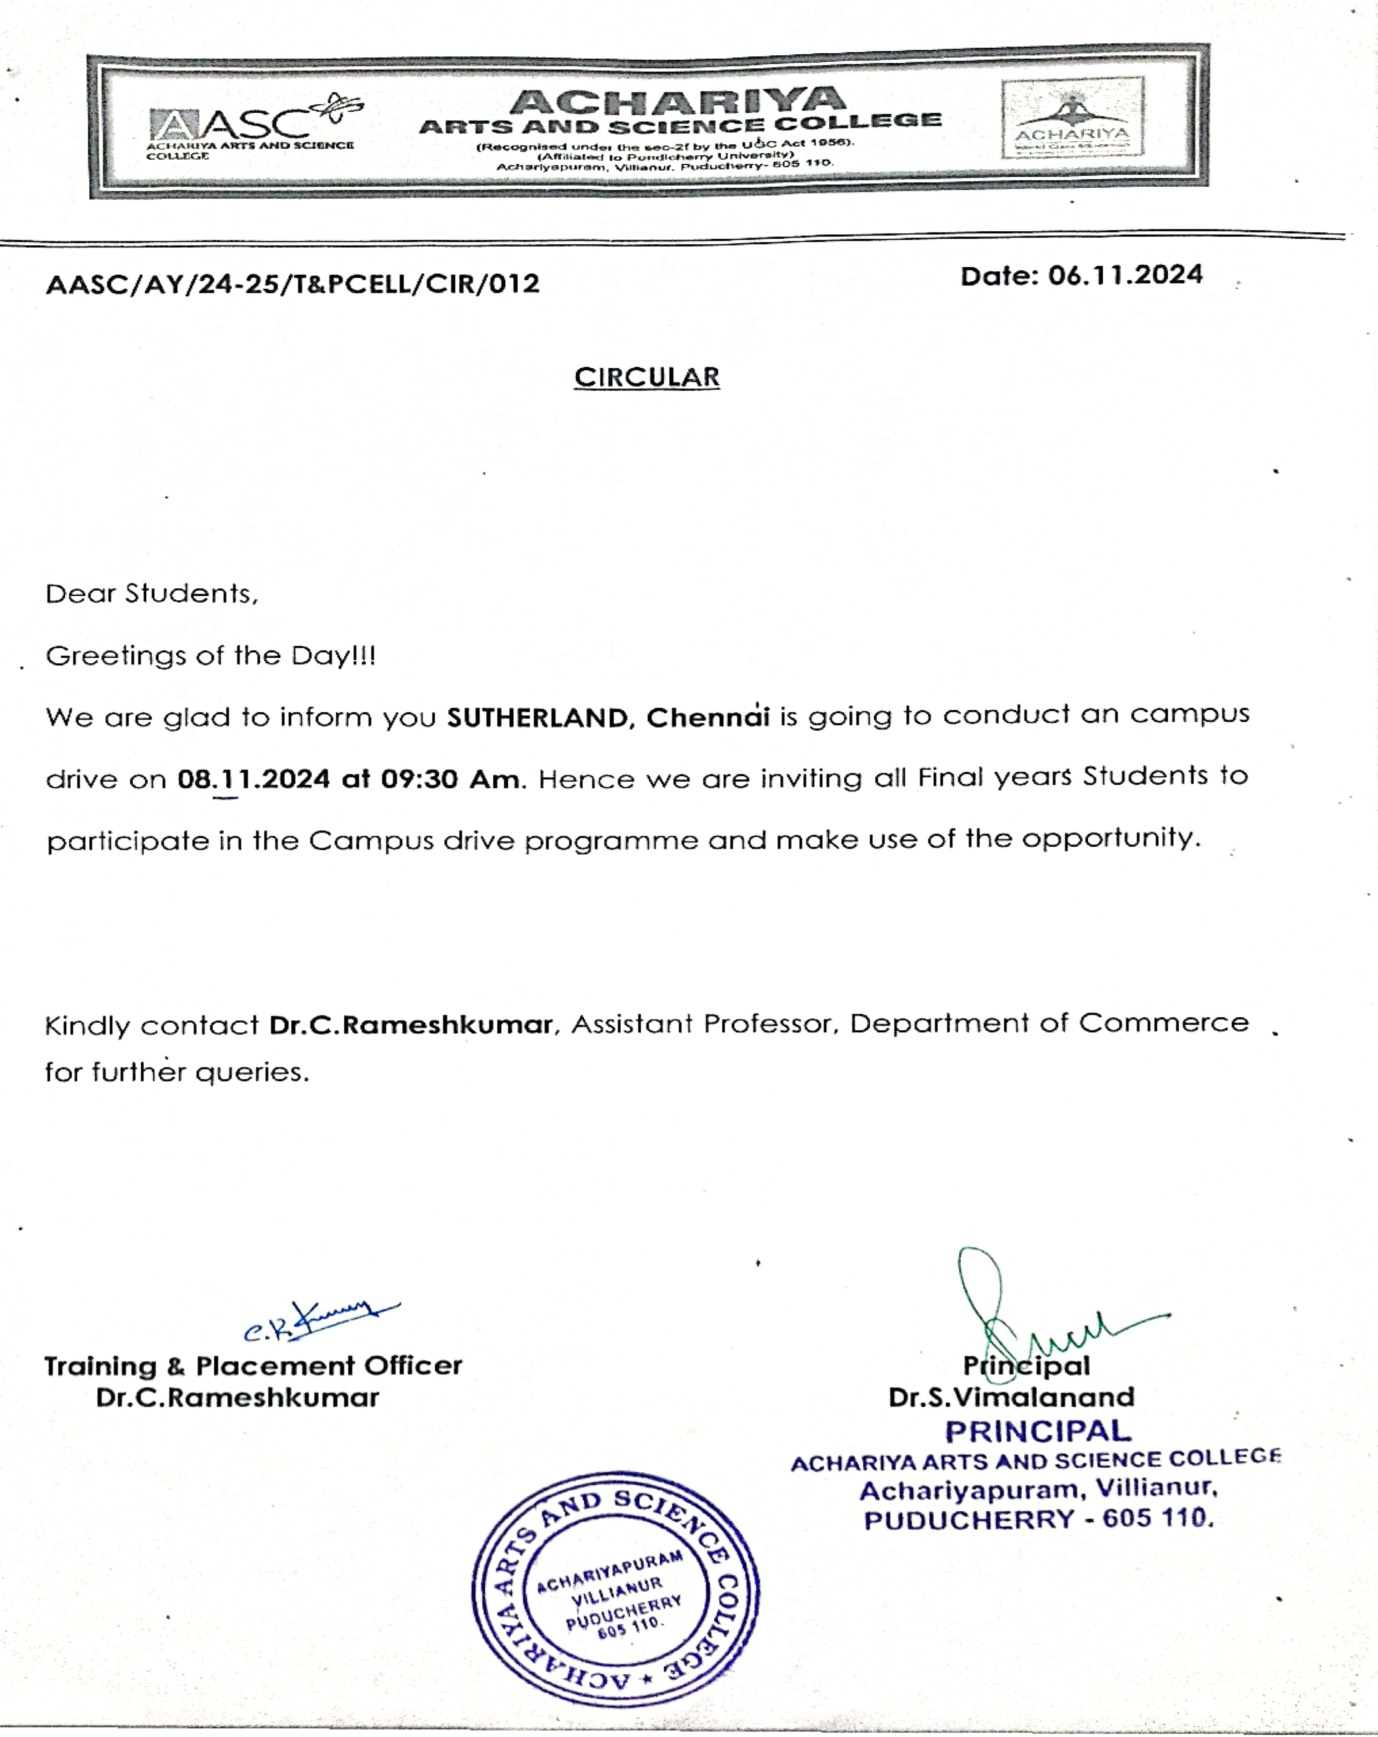 AASC
ACHARIYA ARTS AND SCIENCE
COLLEGE
ACHARIYA
ARTS AND SCIENCE COLLEGE
(Recognised under the sec-2f by the UGC Act 1956).
(Affiliated to Pondicherry University)
Achariyapuram, Villianur. Puducherry- 605 110.
ACHARIYA
AASC/AY/24-25/T&PCELL/CIR/012
Date: 06.11.2024
CIRCULAR
Dear Students,
Greetings of the Day!!!
We are glad to inform you SUTHERLAND, Chennai is going to conduct an campus
drive on 08.11.2024 at 09:30 Am. Hence we are inviting all Final years Students to
participate in the Campus drive programme and make use of the opportunity.
Kindly contact Dr.C.Rameshkumar, Assistant Professor, Department of Commerce
for further queries.
Training & Placement Officer
Dr.C.Rameshkumar
Principal
Dr.S.Vimalanand
PRINCIPAL
ACHARIYA ARTS AND SCIENCE COLLEGE
Achariyapuram, Villianur,
PUDUCHERRY - 605 110.
ACHARIYA ARTS AND SCIENCE COLLEGE ★
ACHARIYAPURAM
VILLIANUR
PUDUCHERRY
605 110.